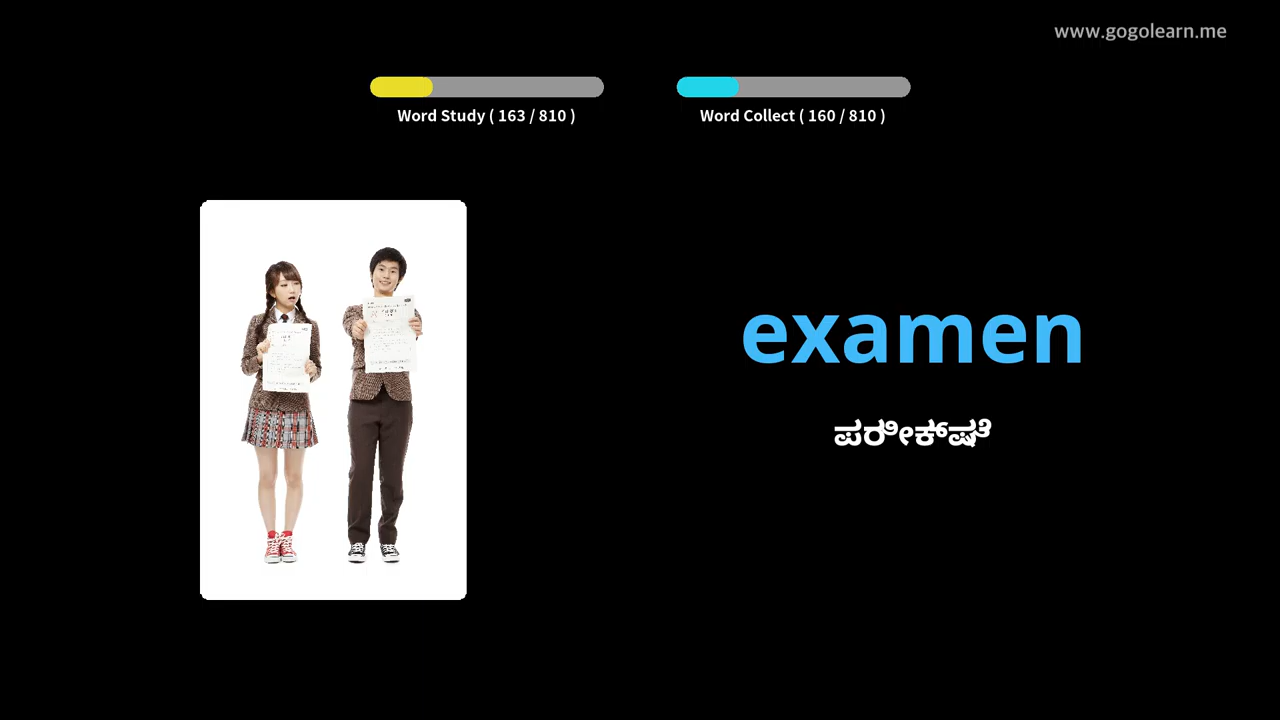 www.gogolearn.me
Word Study ( 163 / 810 )
Word Collect ( 160 / 810 )
examen
ಪರೀಕ್ಷೆ